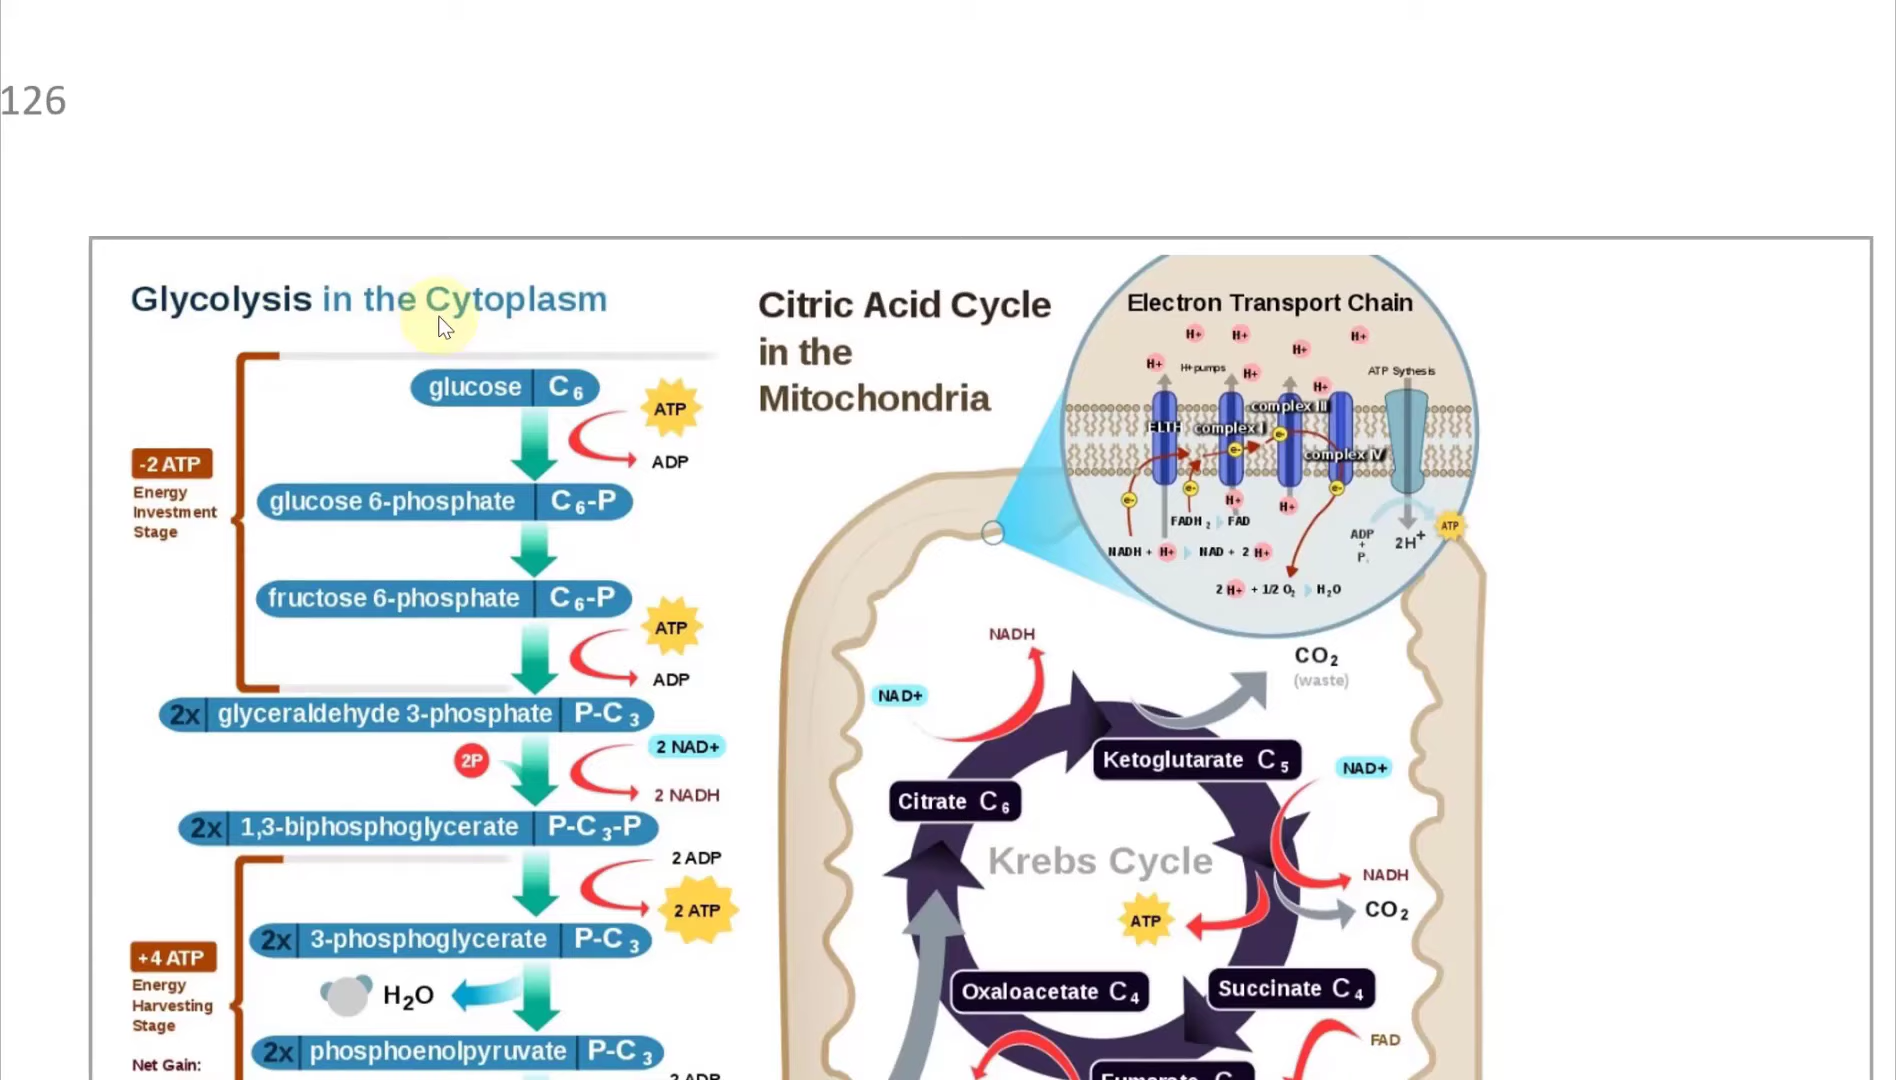 126
Glycolysis in the Cytoplasm
glucose C6
ATP
ADP
-2 ATP
Energy
Investment
Stage
glucose 6-phosphate C6-P
fructose 6-phosphate C6-P
ATP
ADP
2x glyceraldehyde 3-phosphate P-C3
2P
2 NAD+
2 NADH
2x 1,3-biphosphoglycerate P-C3-P
2 ADP
2 ATP
2x 3-phosphoglycerate P-C3
+4 ATP
Energy
Harvesting
Stage
Net Gain:
H2O
2x phosphoenolpyruvate P-C3
2 ADP
Citric Acid Cycle
in the
Mitochondria
Electron Transport Chain
H+ H+ H+
H+ H+ pumps H+ H+ H+
ATP Sythesis
ELTH complex I complex III
complex IV
e- e- e- e- e-
H+ H+
FADH2 FAD
NADH + H+ NAD + 2 H+
2 H+ + 1/2 O2 H2O
ADP
+
P
2H+
ATP
NADH
NAD+
CO2
(waste)
Ketoglutarate C5
NAD+
Citrate C6
Krebs Cycle
NADH
CO2
ATP
Oxaloacetate C4
Succinate C4
FAD